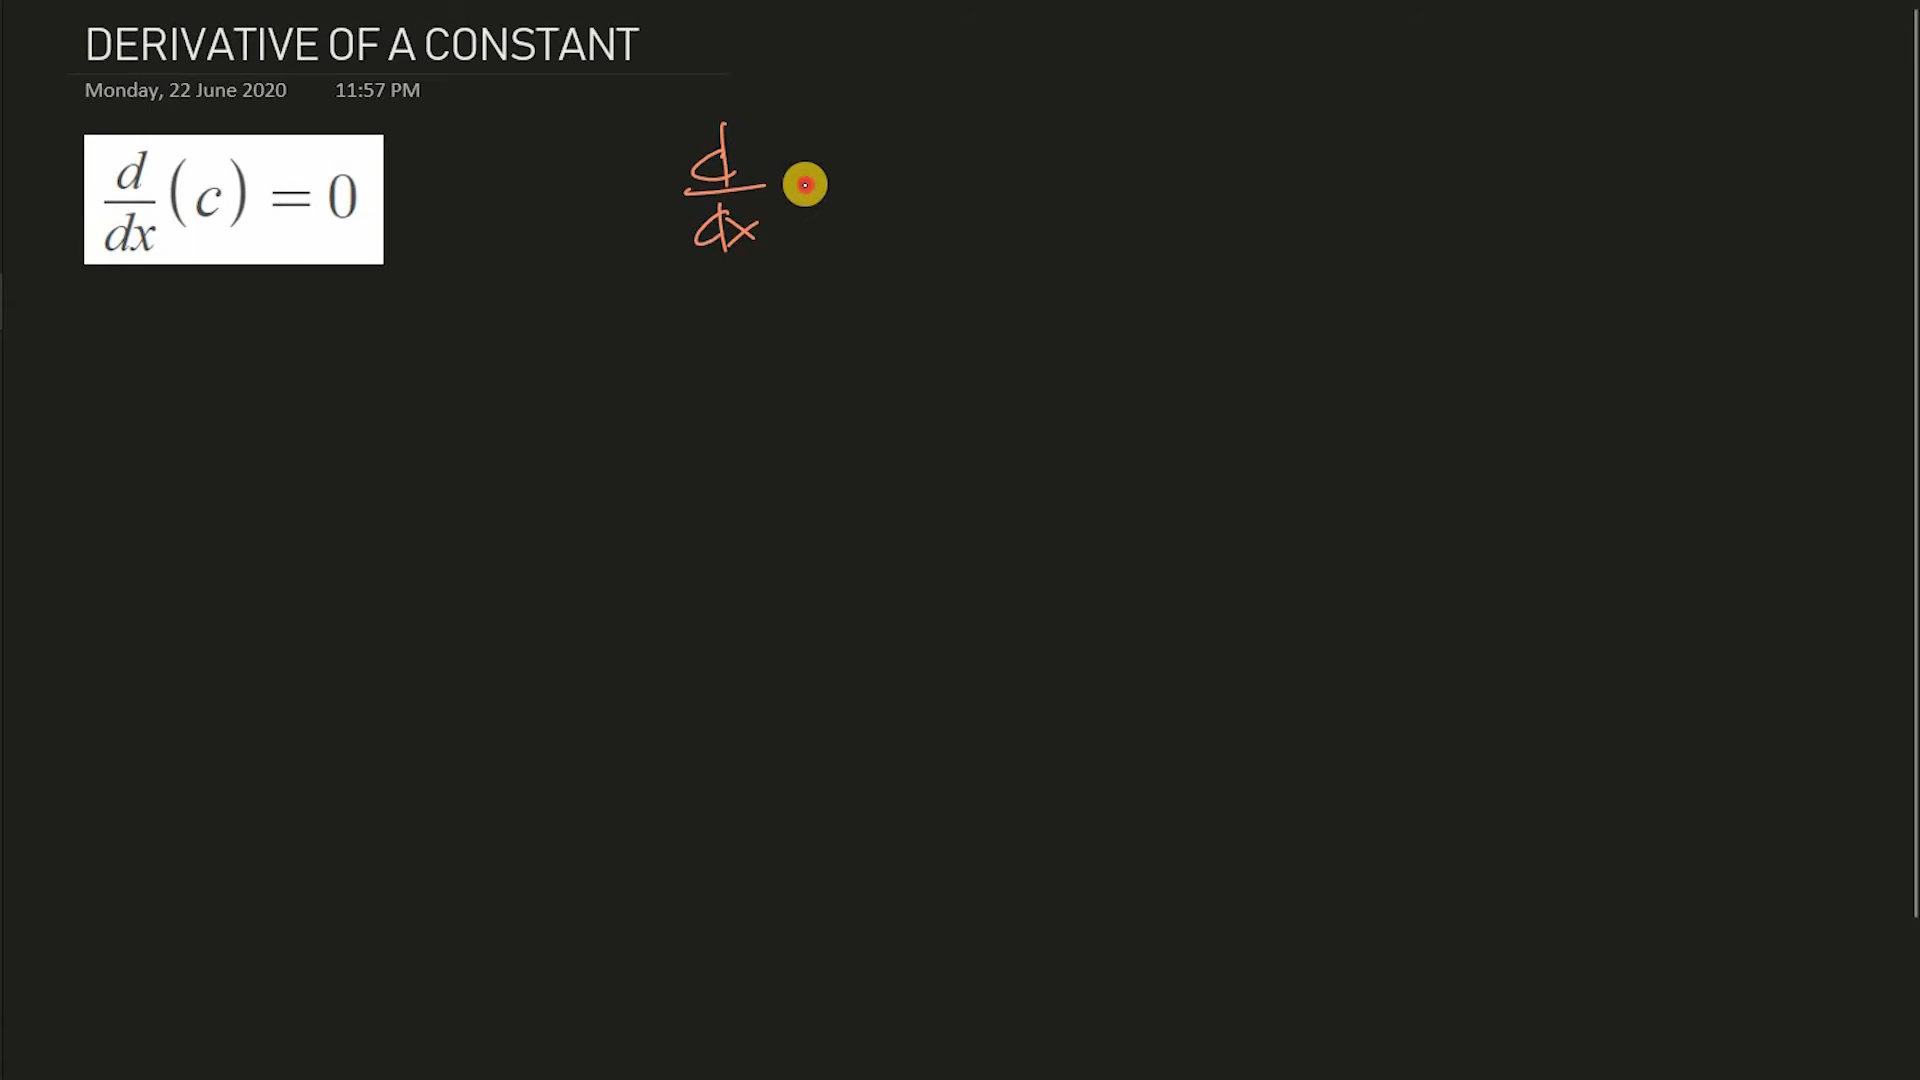 DERIVATIVE OF A CONSTANT
Monday, 22 June 2020 11:57 PM
d/dx (c) = 0
d/dx